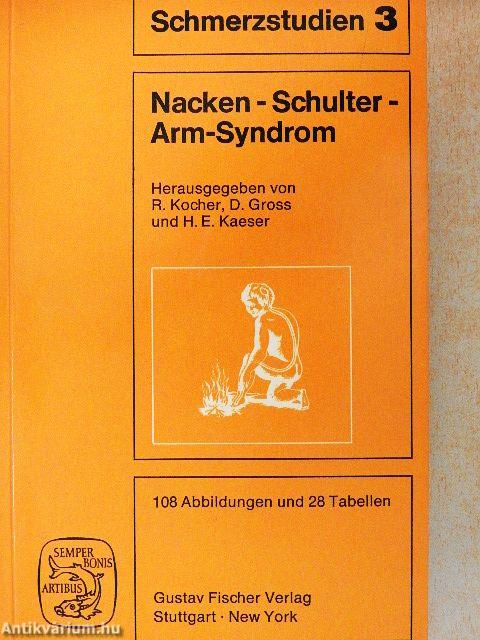 Schmerzstudien 3
Nacken - Schulter -
Arm-Syndrom
Herausgegeben von
R. Kocher, D. Gross
und H. E. Kaeser
108 Abbildungen und 28 Tabellen
SEMPER
BONIS
ARTIBUS
Gustav Fischer Verlag
Stuttgart · New York
Antikvárium.hu